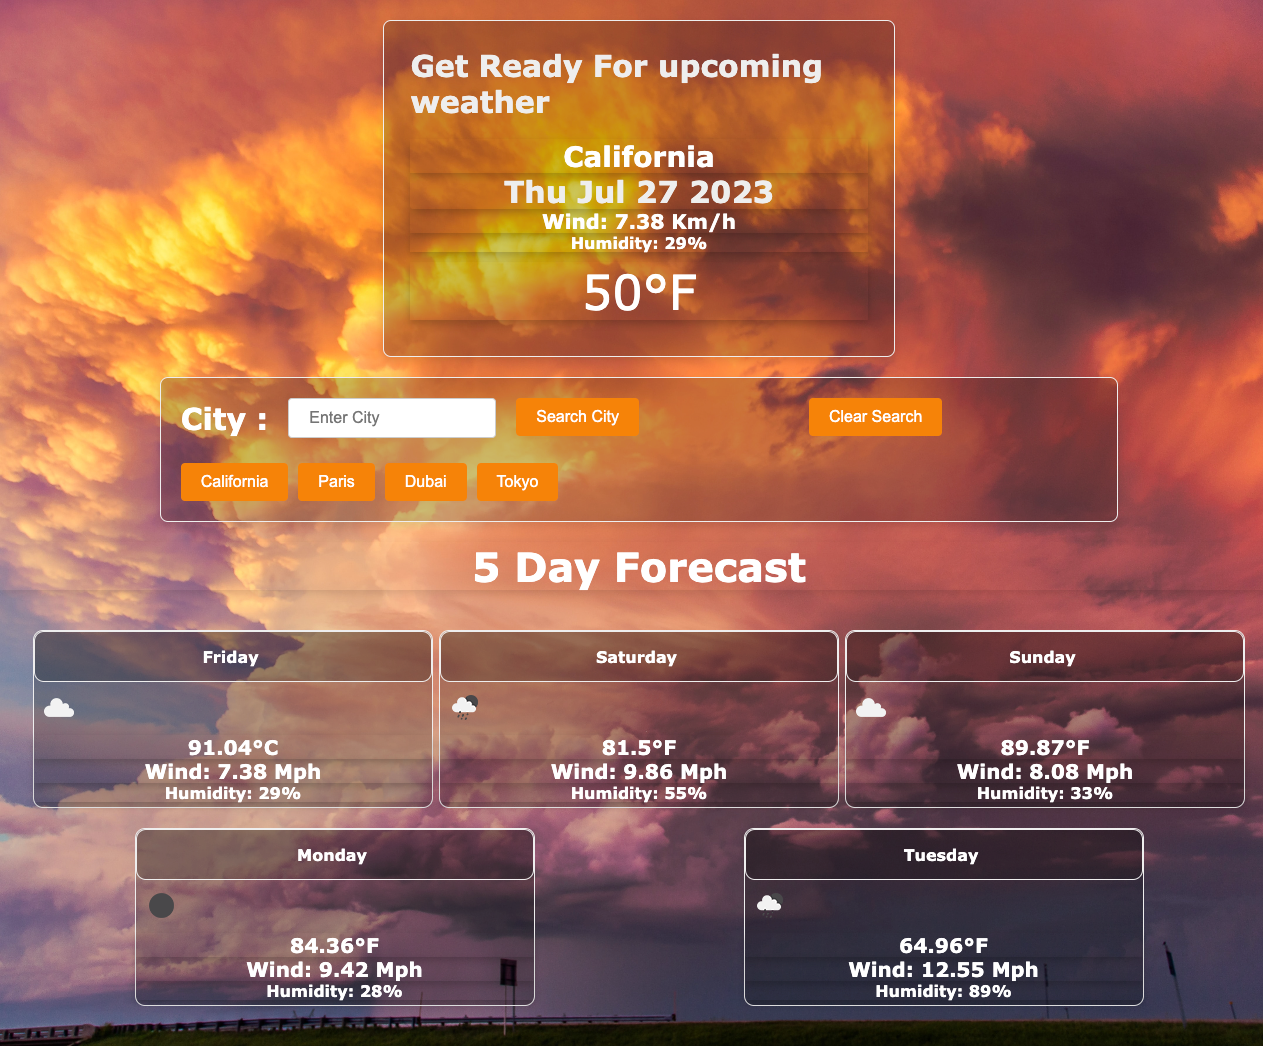 Get Ready For upcoming
weather
California
Thu Jul 27 2023
Wind: 7.38 Km/h
Humidity: 29%
50°F
City :
Enter City
Search City
Clear Search
California
Paris
Dubai
Tokyo
5 Day Forecast
Friday
91.04°C
Wind: 7.38 Mph
Humidity: 29%
Saturday
81.5°F
Wind: 9.86 Mph
Humidity: 55%
Sunday
89.87°F
Wind: 8.08 Mph
Humidity: 33%
Monday
84.36°F
Wind: 9.42 Mph
Humidity: 28%
Tuesday
64.96°F
Wind: 12.55 Mph
Humidity: 89%